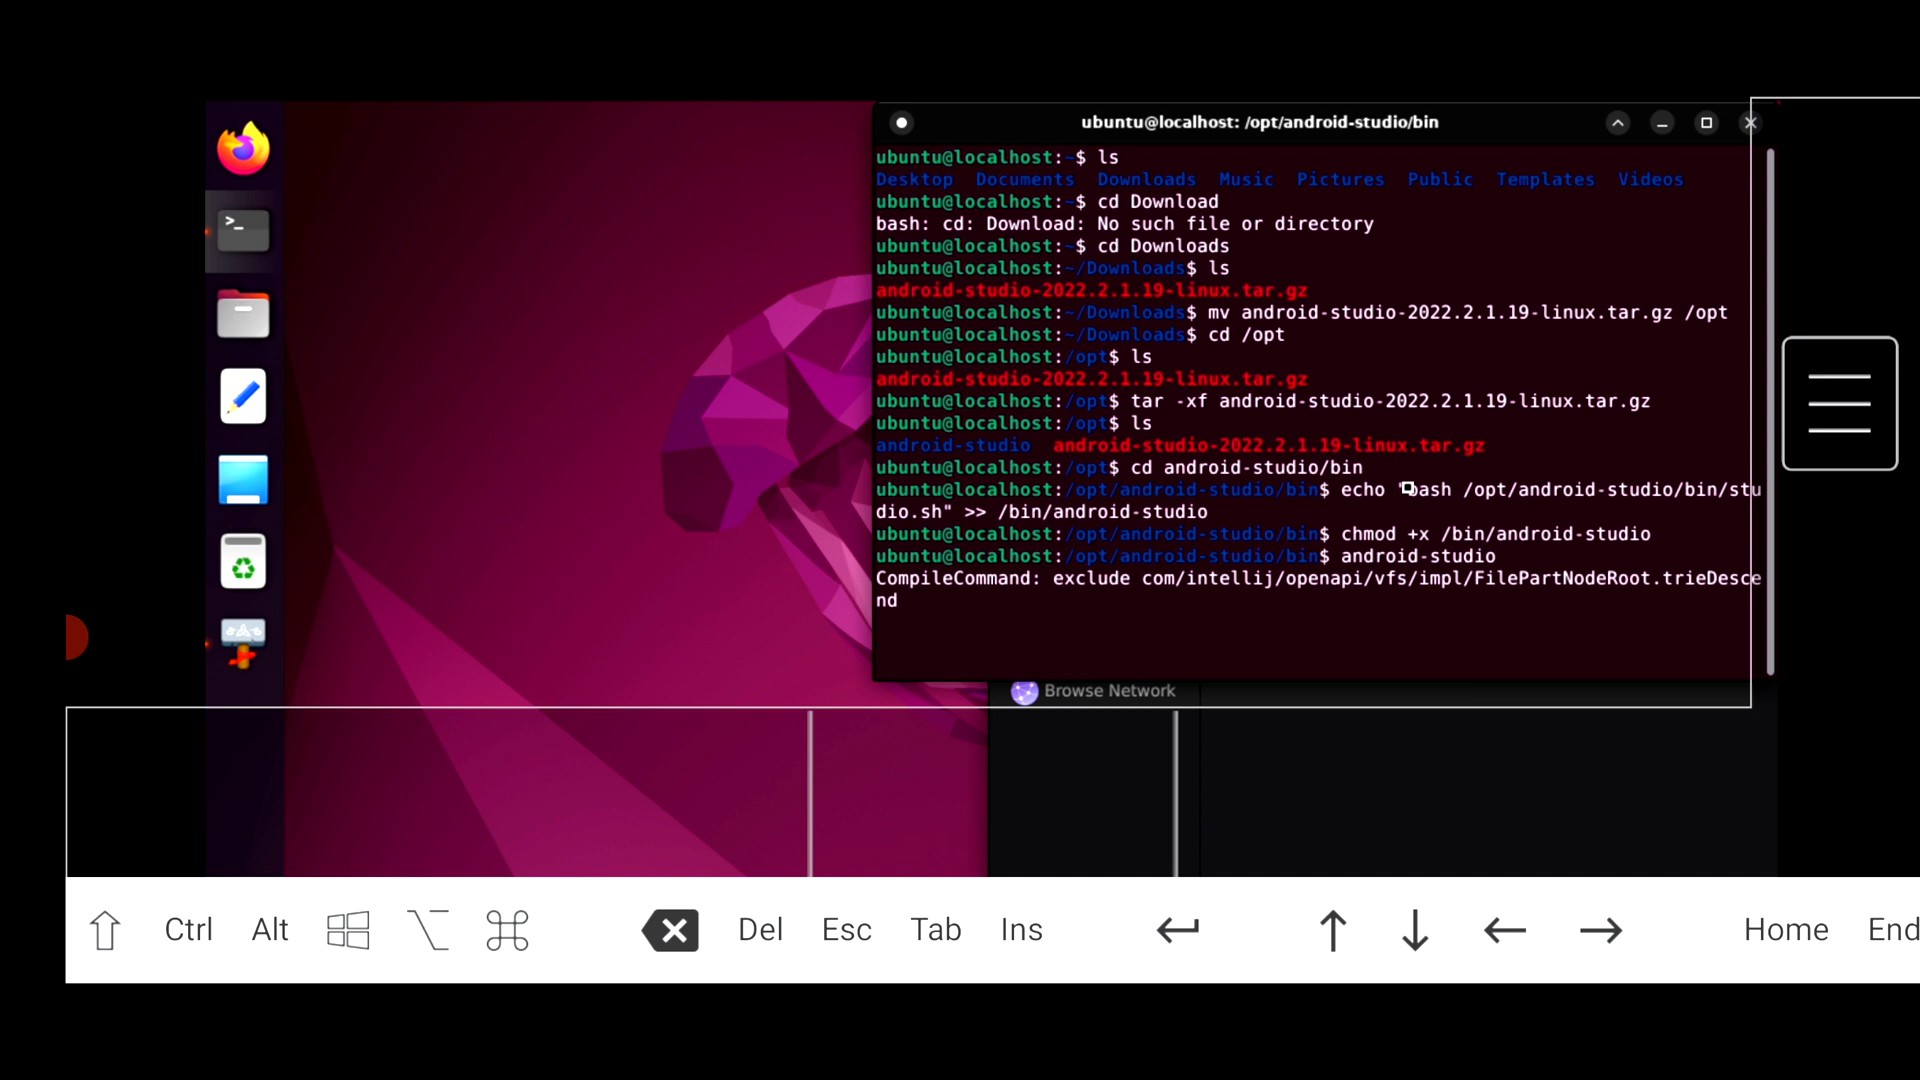 ubuntu@localhost: /opt/android-studio/bin
ubuntu@localhost:~$ ls
Desktop Documents Downloads Music Pictures Public Templates Videos
ubuntu@localhost:~$ cd Download
bash: cd: Download: No such file or directory
ubuntu@localhost:~$ cd Downloads
ubuntu@localhost:~/Downloads$ ls
android-studio-2022.2.1.19-linux.tar.gz
ubuntu@localhost:~/Downloads$ mv android-studio-2022.2.1.19-linux.tar.gz /opt
ubuntu@localhost:~/Downloads$ cd /opt
ubuntu@localhost:/opt$ ls
android-studio-2022.2.1.19-linux.tar.gz
ubuntu@localhost:/opt$ tar -xf android-studio-2022.2.1.19-linux.tar.gz
ubuntu@localhost:/opt$ ls
android-studio android-studio-2022.2.1.19-linux.tar.gz
ubuntu@localhost:/opt$ cd android-studio/bin
ubuntu@localhost:/opt/android-studio/bin$ echo "bash /opt/android-studio/bin/stu
dio.sh" >> /bin/android-studio
ubuntu@localhost:/opt/android-studio/bin$ chmod +x /bin/android-studio
ubuntu@localhost:/opt/android-studio/bin$ android-studio
CompileCommand: exclude com/intellij/openapi/vfs/impl/FilePartNodeRoot.trieDesce
nd
Browse Network
Ctrl Alt Del Esc Tab Ins Home End